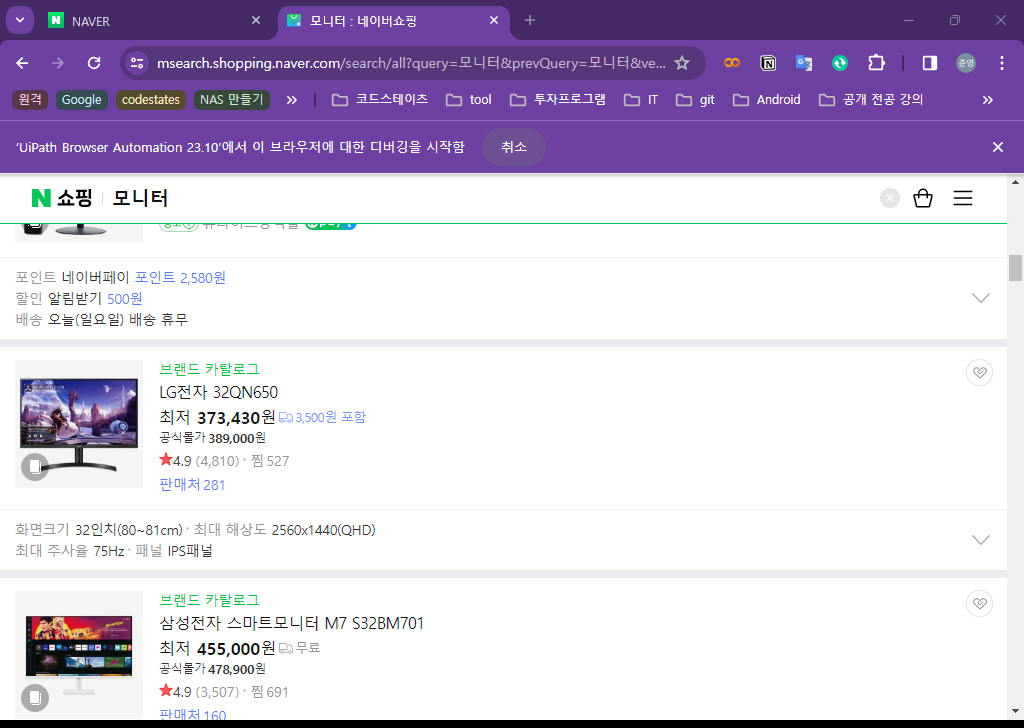 NAVER
모니터 : 네이버쇼핑
msearch.shopping.naver.com/search/all?query=모니터&prevQuery=모니터&ve...
준영
원격 Google codestates NAS 만들기 » 코드스테이츠 tool 투자프로그램 IT git Android 공개 전공 강의 »
'UiPath Browser Automation 23.10'에서 이 브라우저에 대한 디버깅을 시작함 취소
N 쇼핑 모니터
포인트 네이버페이 포인트 2,580원
할인 알림받기 500원
배송 오늘(일요일) 배송 휴무
브랜드 카탈로그
LG전자 32QN650
최저 373,430원 3,500원 포함
공식몰가 389,000원
4.9 (4,810) · 찜 527
판매처 281
화면크기 32인치(80~81cm) · 최대 해상도 2560x1440(QHD)
최대 주사율 75Hz · 패널 IPS패널
브랜드 카탈로그
삼성전자 스마트모니터 M7 S32BM701
최저 455,000원 무료
공식몰가 478,900원
4.9 (3,507) · 찜 691
판매처 160